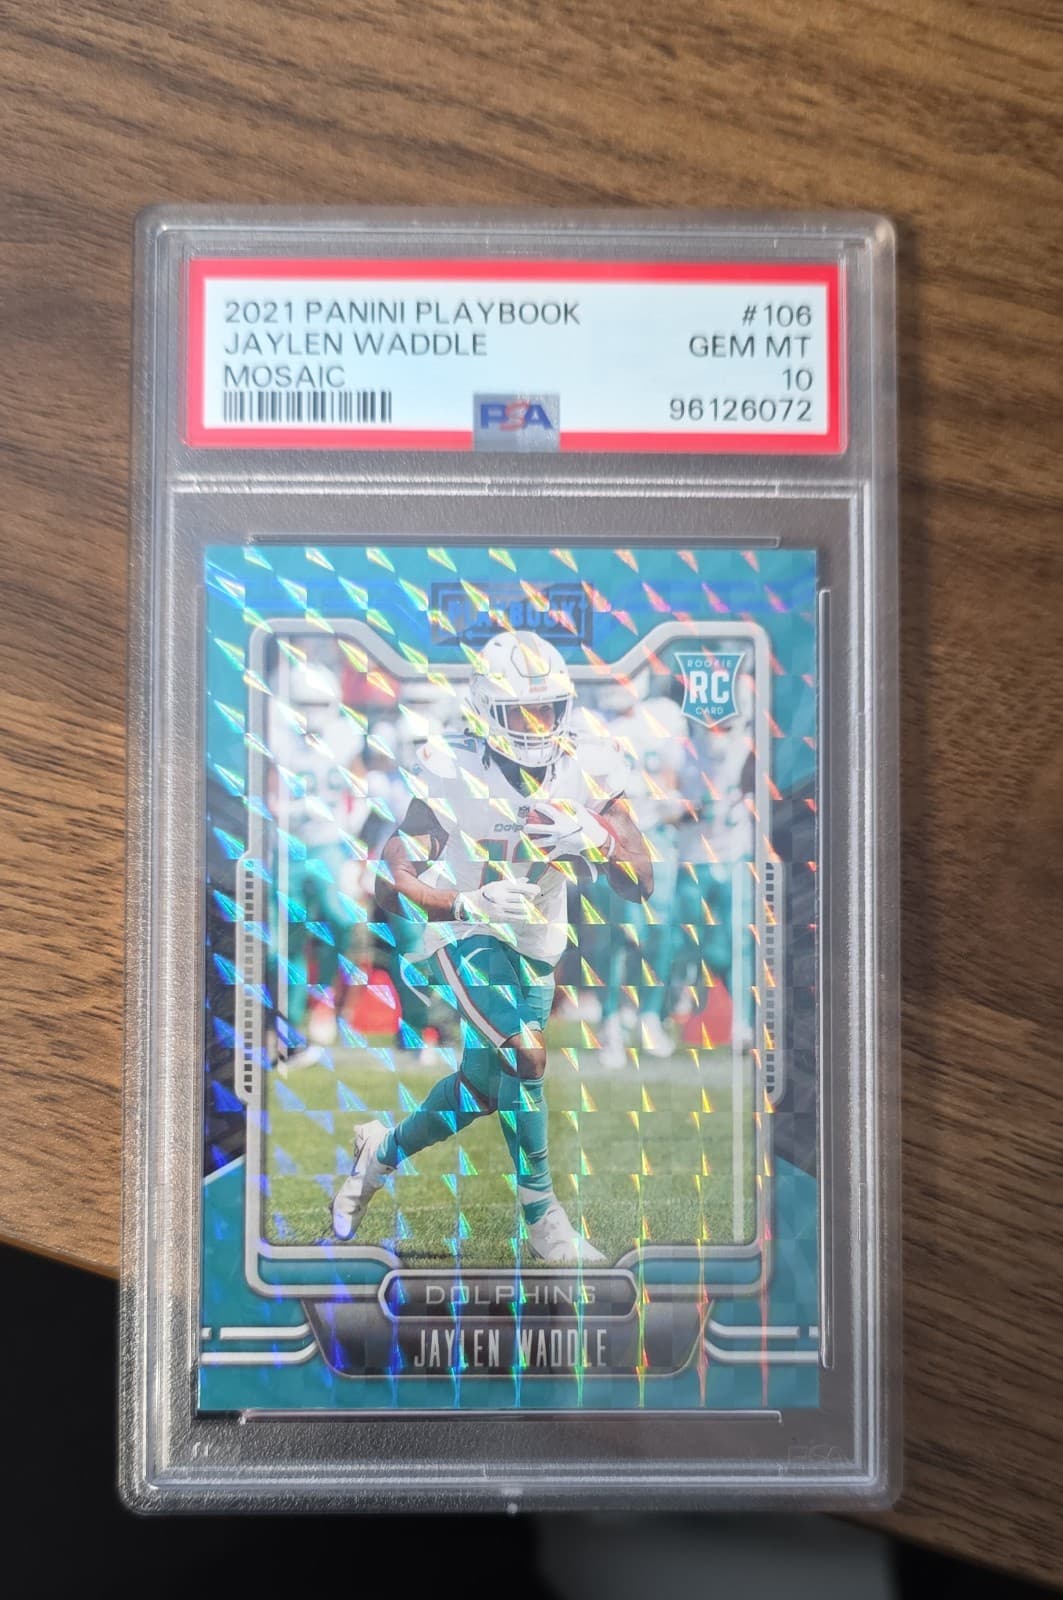 2021 PANINI PLAYBOOK #106
JAYLEN WADDLE GEM MT
MOSAIC 10
PSA 96126072
PLAYBOOK
ROOKIE
RC
CARD
DOLPHINS
JAYLEN WADDLE
PSA